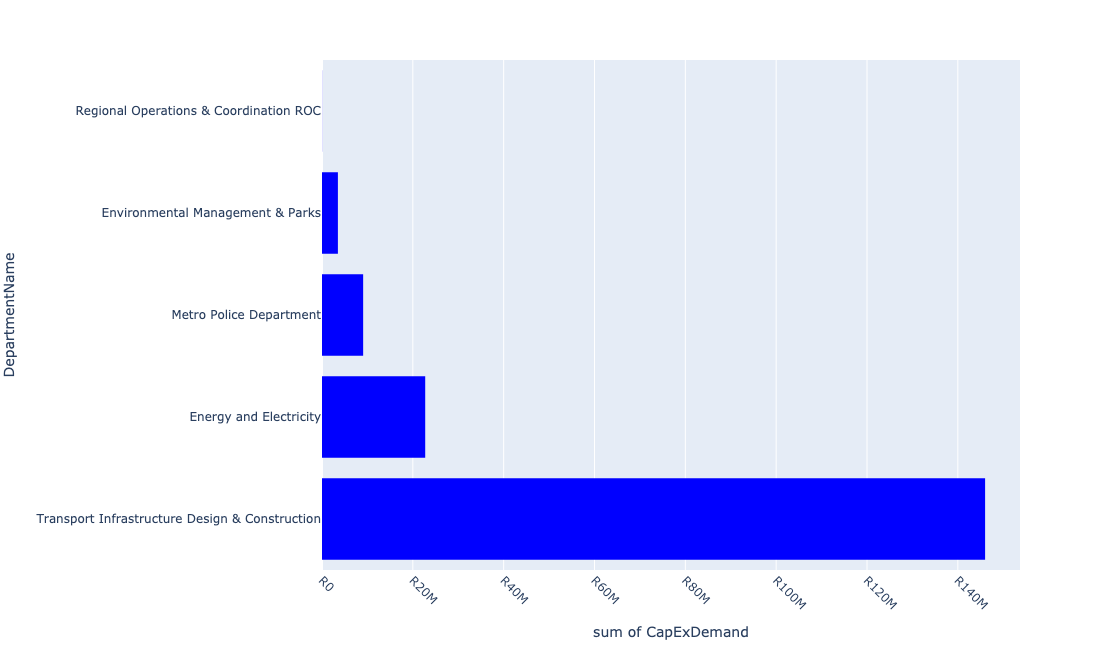 Regional Operations & Coordination ROC
Environmental Management & Parks
Metro Police Department
Energy and Electricity
Transport Infrastructure Design & Construction
DepartmentName
R0
R20M
R40M
R60M
R80M
R100M
R120M
R140M
sum of CapExDemand